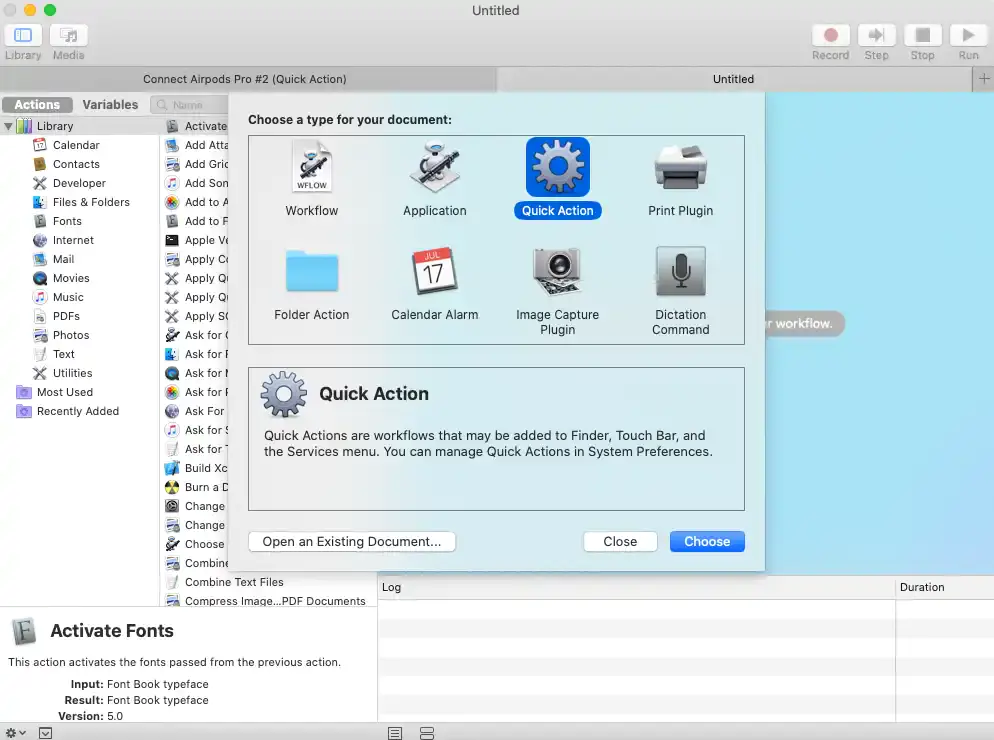 Untitled
Library
Media
Record
Step
Stop
Run
Connect Airpods Pro #2 (Quick Action)
Untitled
Actions
Variables
Name
Library
Calendar
Contacts
Developer
Files & Folders
Fonts
Internet
Mail
Movies
Music
PDFs
Photos
Text
Utilities
Most Used
Recently Added
Activate
Add Atta
Add Grid
Add Son
Add to A
Add to F
Apple Ve
Apply Co
Apply Qu
Apply Qu
Apply SC
Ask for C
Ask for F
Ask for M
Ask for P
Ask For
Ask for S
Ask for T
Build Xc
Burn a D
Change
Change
Choose
Combine
Combine Text Files
Compress Image...PDF Documents
Choose a type for your document:
WFLOW
Workflow
Application
Quick Action
Print Plugin
JUL
17
Folder Action
Calendar Alarm
Image Capture
Plugin
Dictation
Command
r workflow.
Quick Action
Quick Actions are workflows that may be added to Finder, Touch Bar, and
the Services menu. You can manage Quick Actions in System Preferences.
Open an Existing Document...
Close
Choose
Log
Duration
Activate Fonts
This action activates the fonts passed from the previous action.
Input: Font Book typeface
Result: Font Book typeface
Version: 5.0